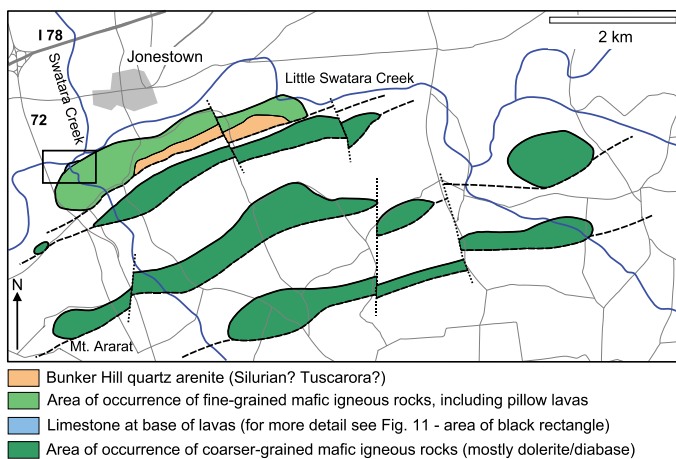 I 78
Jonestown
2 km
Swatara Creek
Little Swatara Creek
72
N
Mt. Ararat
Bunker Hill quartz arenite (Silurian? Tuscarora?)
Area of occurrence of fine-grained mafic igneous rocks, including pillow lavas
Limestone at base of lavas (for more detail see Fig. 11 - area of black rectangle)
Area of occurrence of coarser-grained mafic igneous rocks (mostly dolerite/diabase)